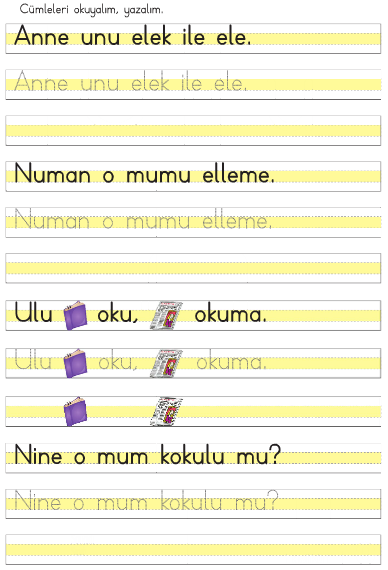 Cümleleri okuyalım, yazalım.
Anne unu elek ile ele.
Anne unu elek ile ele.
Numan o mumu elleme.
Numan o mumu elleme.
Ulu oku, okuma.
Ulu oku, okuma.
Nine o mum kokulu mu?
Nine o mum kokulu mu?